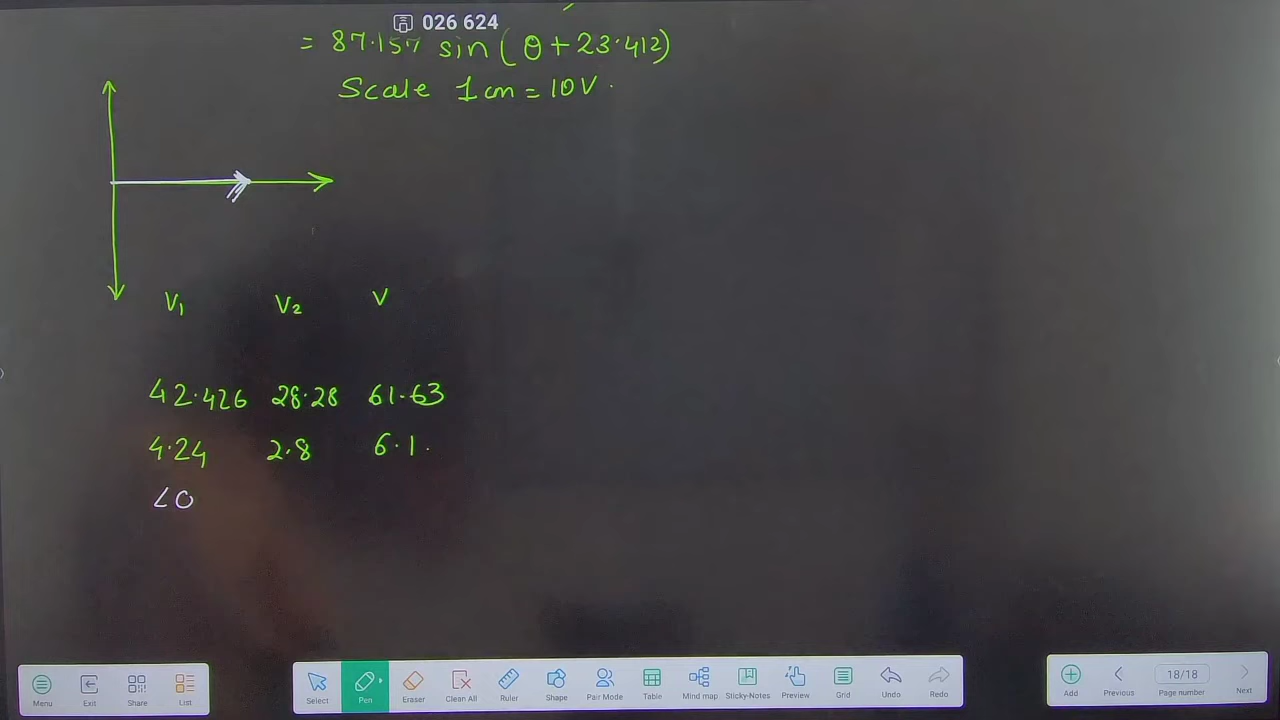 026 624
= 87.157 sin (θ + 23.412)
Scale 1 cm = 10V.
V₁ V₂ V
42.426 28.28 61.63
4.24 2.8 6.1.
∠0
Menu Exit Share List Select Pen Eraser Clean All Ruler Shape Pair Mode Table Mind map Sticky-Notes Preview Grid Undo Redo Add Previous 18/18 Page number Next